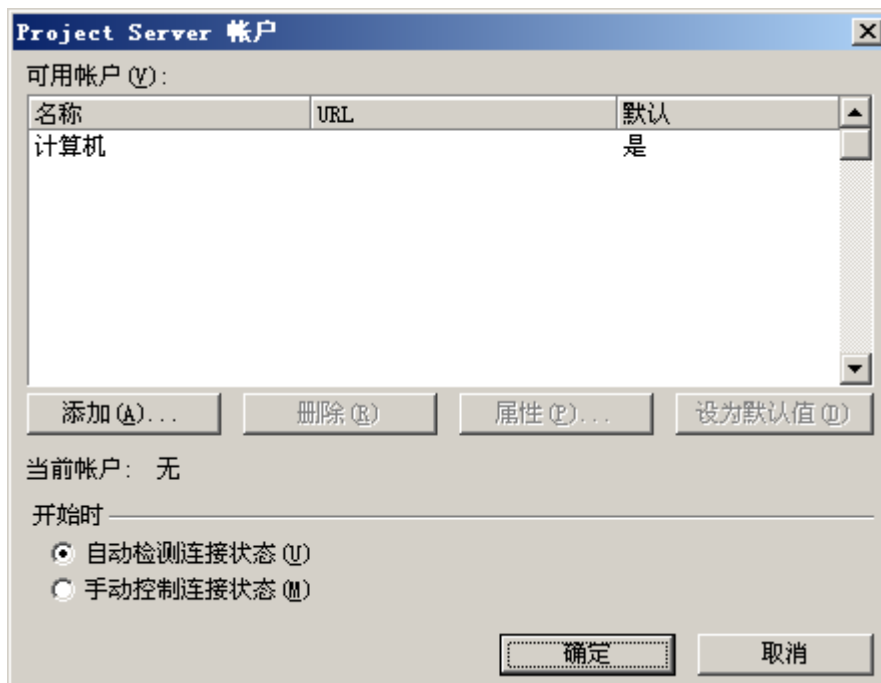 Project Server 帐户
可用帐户(V):
名称 URL 默认
计算机 是
添加(A)... 删除(R) 属性(P)... 设为默认值(D)
当前帐户: 无
开始时
自动检测连接状态(U)
手动控制连接状态(M)
确定 取消